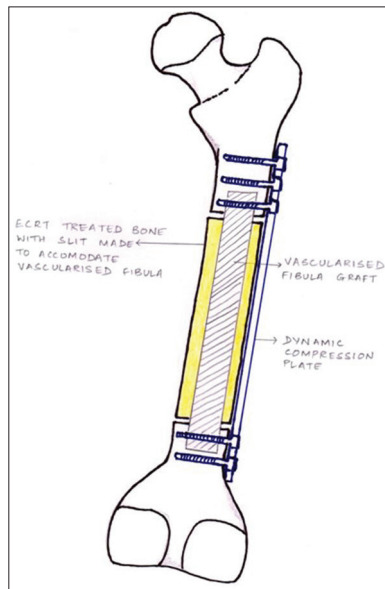 ECRT TREATED BONE
WITH SLIT MADE
TO ACCOMODATE
VASCULARISED FIBULA
VASCULARISED
FIBULA GRAFT
DYNAMIC
COMPRESSION
PLATE